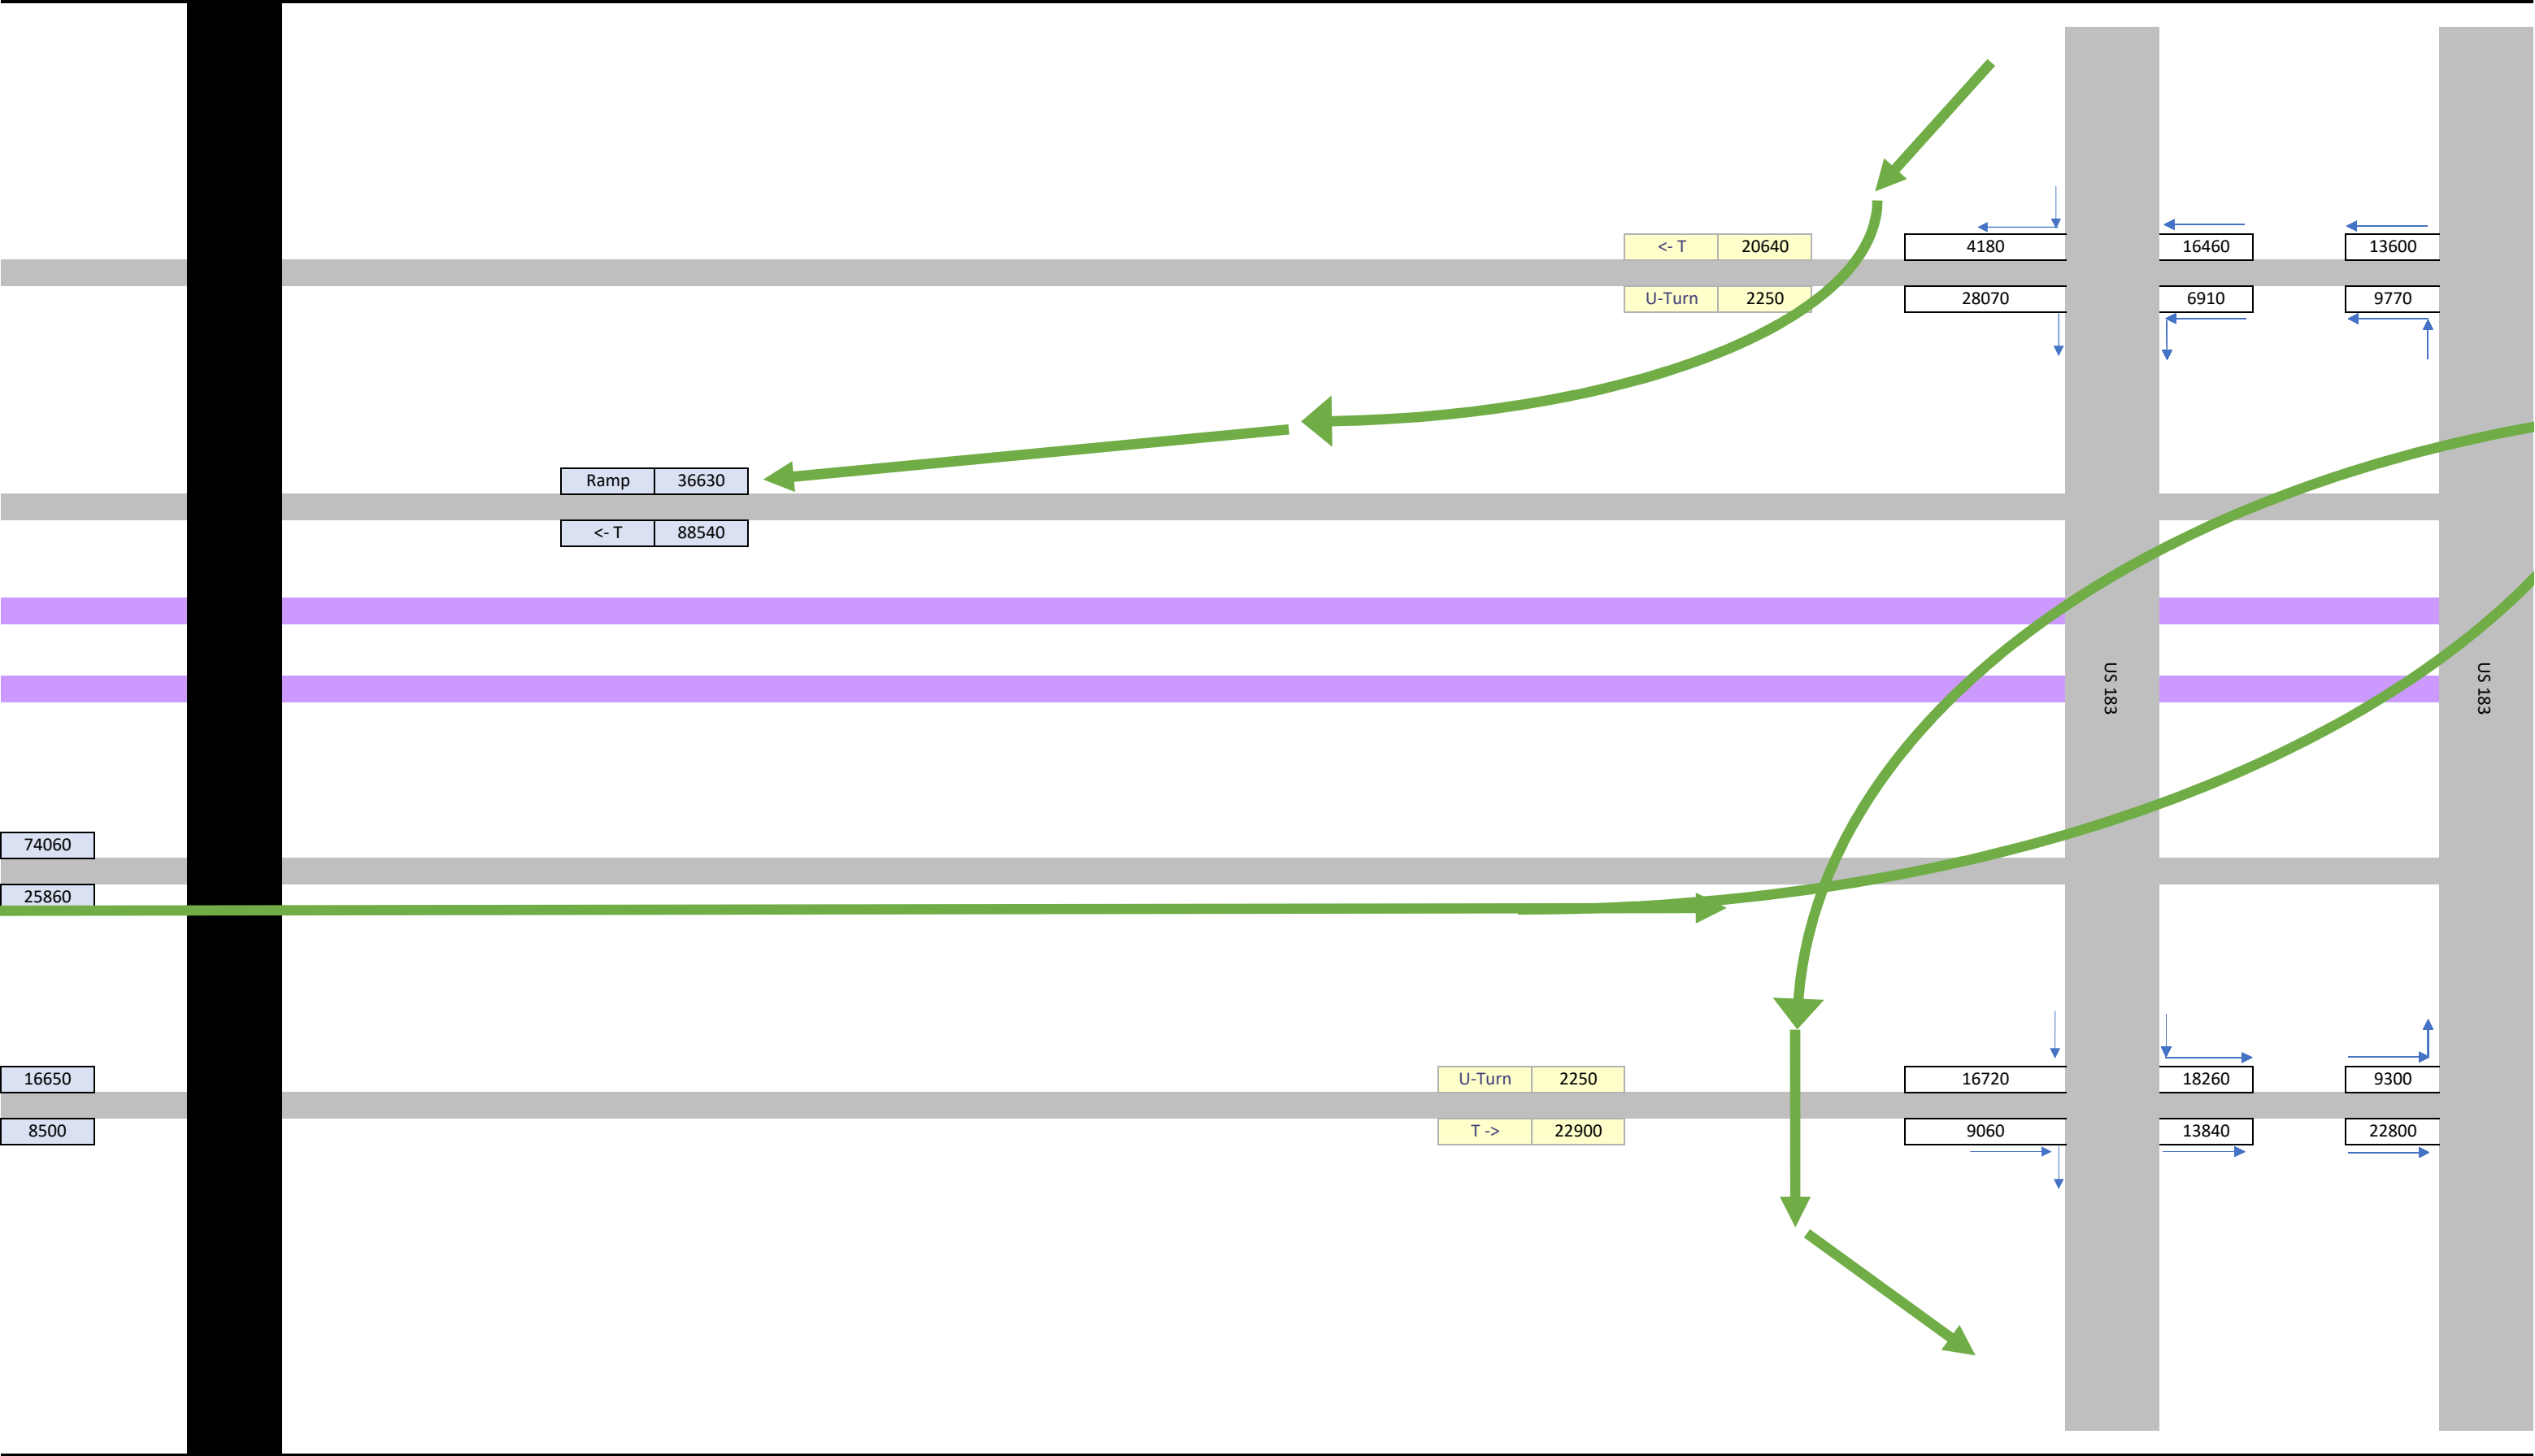 <- T 20640 4180 16460 13600
U-Turn 2250 28070 6910 9770
Ramp 36630
<- T 88540
US 183 US 183
74060
25860
16650 U-Turn 2250 16720 18260 9300
8500 T -> 22900 9060 13840 22800